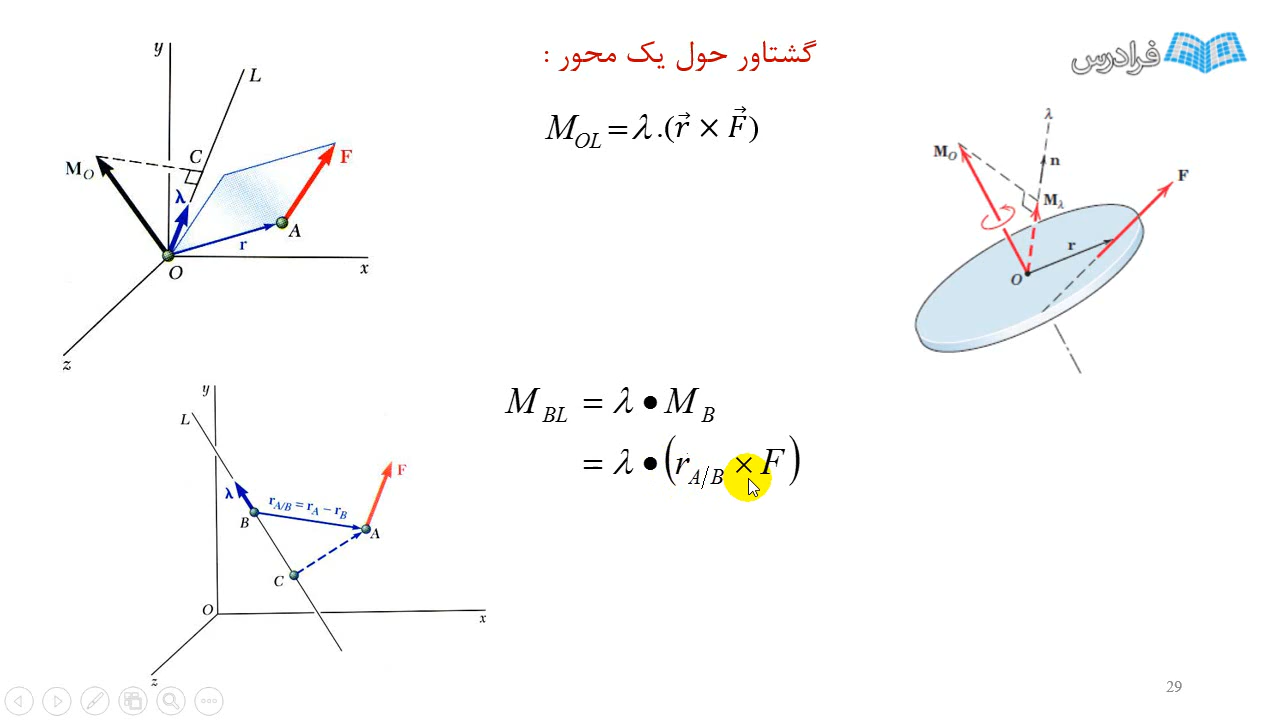 گشتاور حول یک محور :
فرادرس
M_OL = λ.(r⃗ × F⃗)
y
L
C
M_O
F
λ
A
r
O
x
z
λ
M_O
n
F
M_λ
r
O
M_BL = λ • M_B
= λ • (r_A/B × F)
y
L
F
λ
r_A/B = r_A − r_B
B
A
C
O
x
z
29